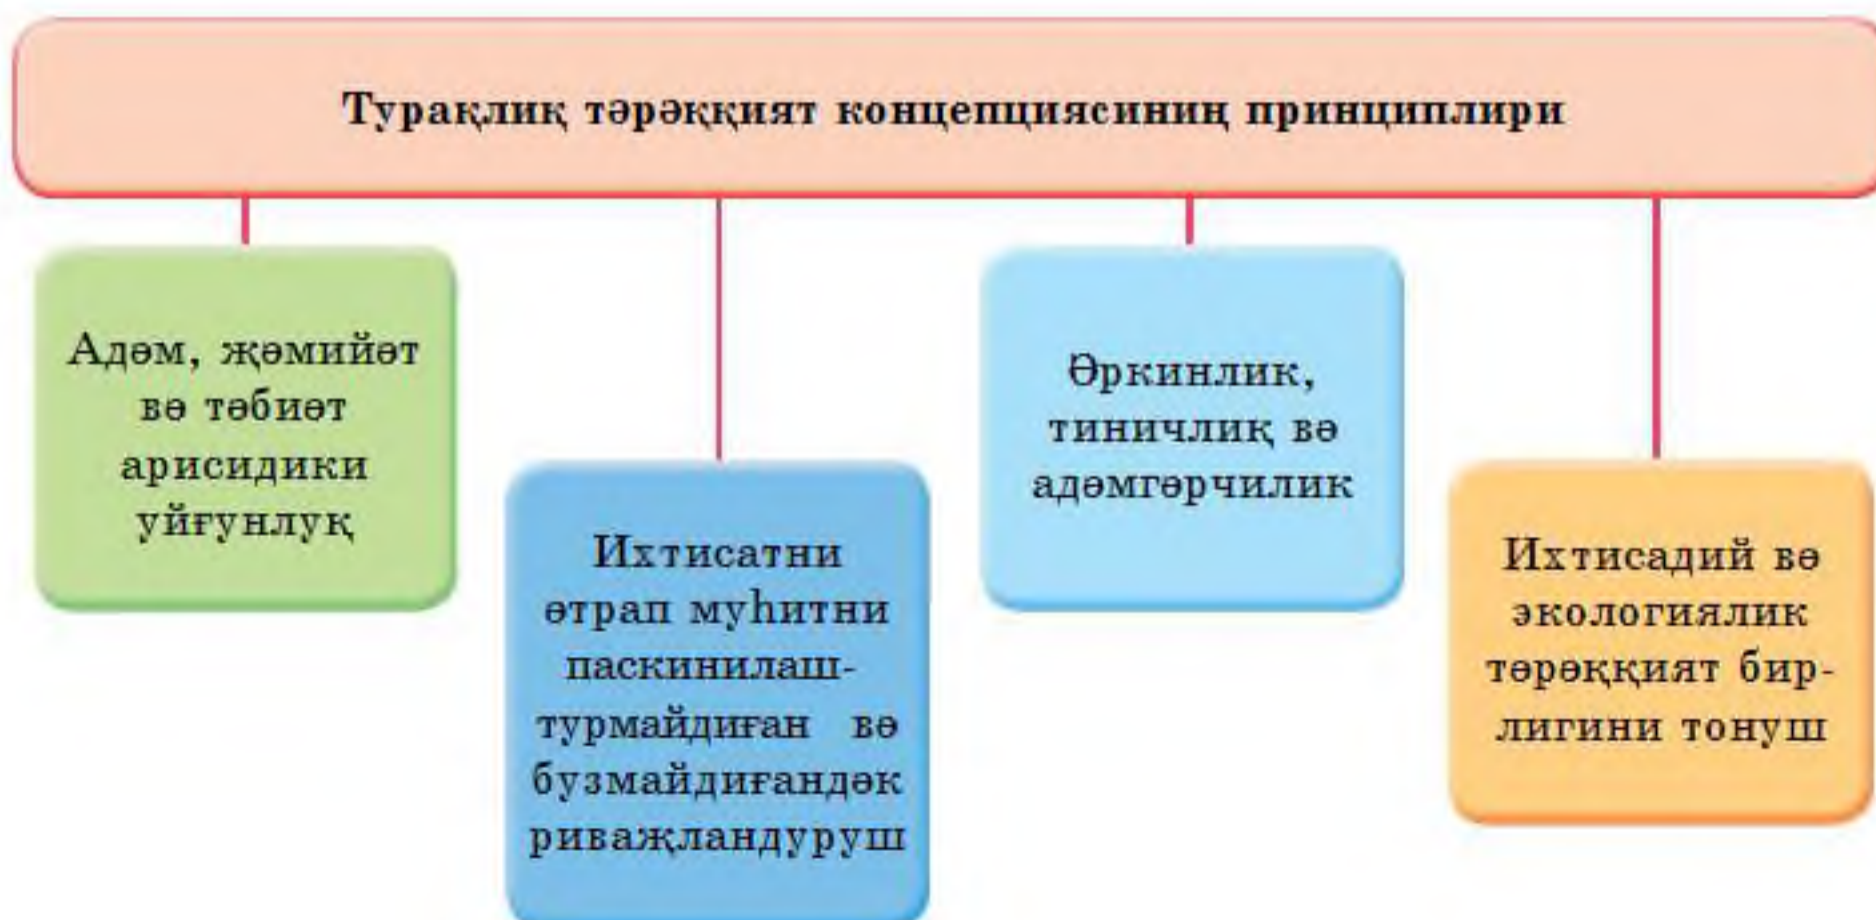 Турақлиқ тәрәққият концепциясиниң принциплири
Адәм, җәмийәт
вә тәбиәт
арисидики
уйғунлуқ
Ихтисатни
әтрап муһитни
паскинилаш-
турмайдиған вә
бузмайдиғандәк
риваҗландуруш
Әркинлик,
тиничлиқ вә
адәмгәрчилик
Ихтисадий вә
экологиялик
тәрәққият бир-
лигини тонуш